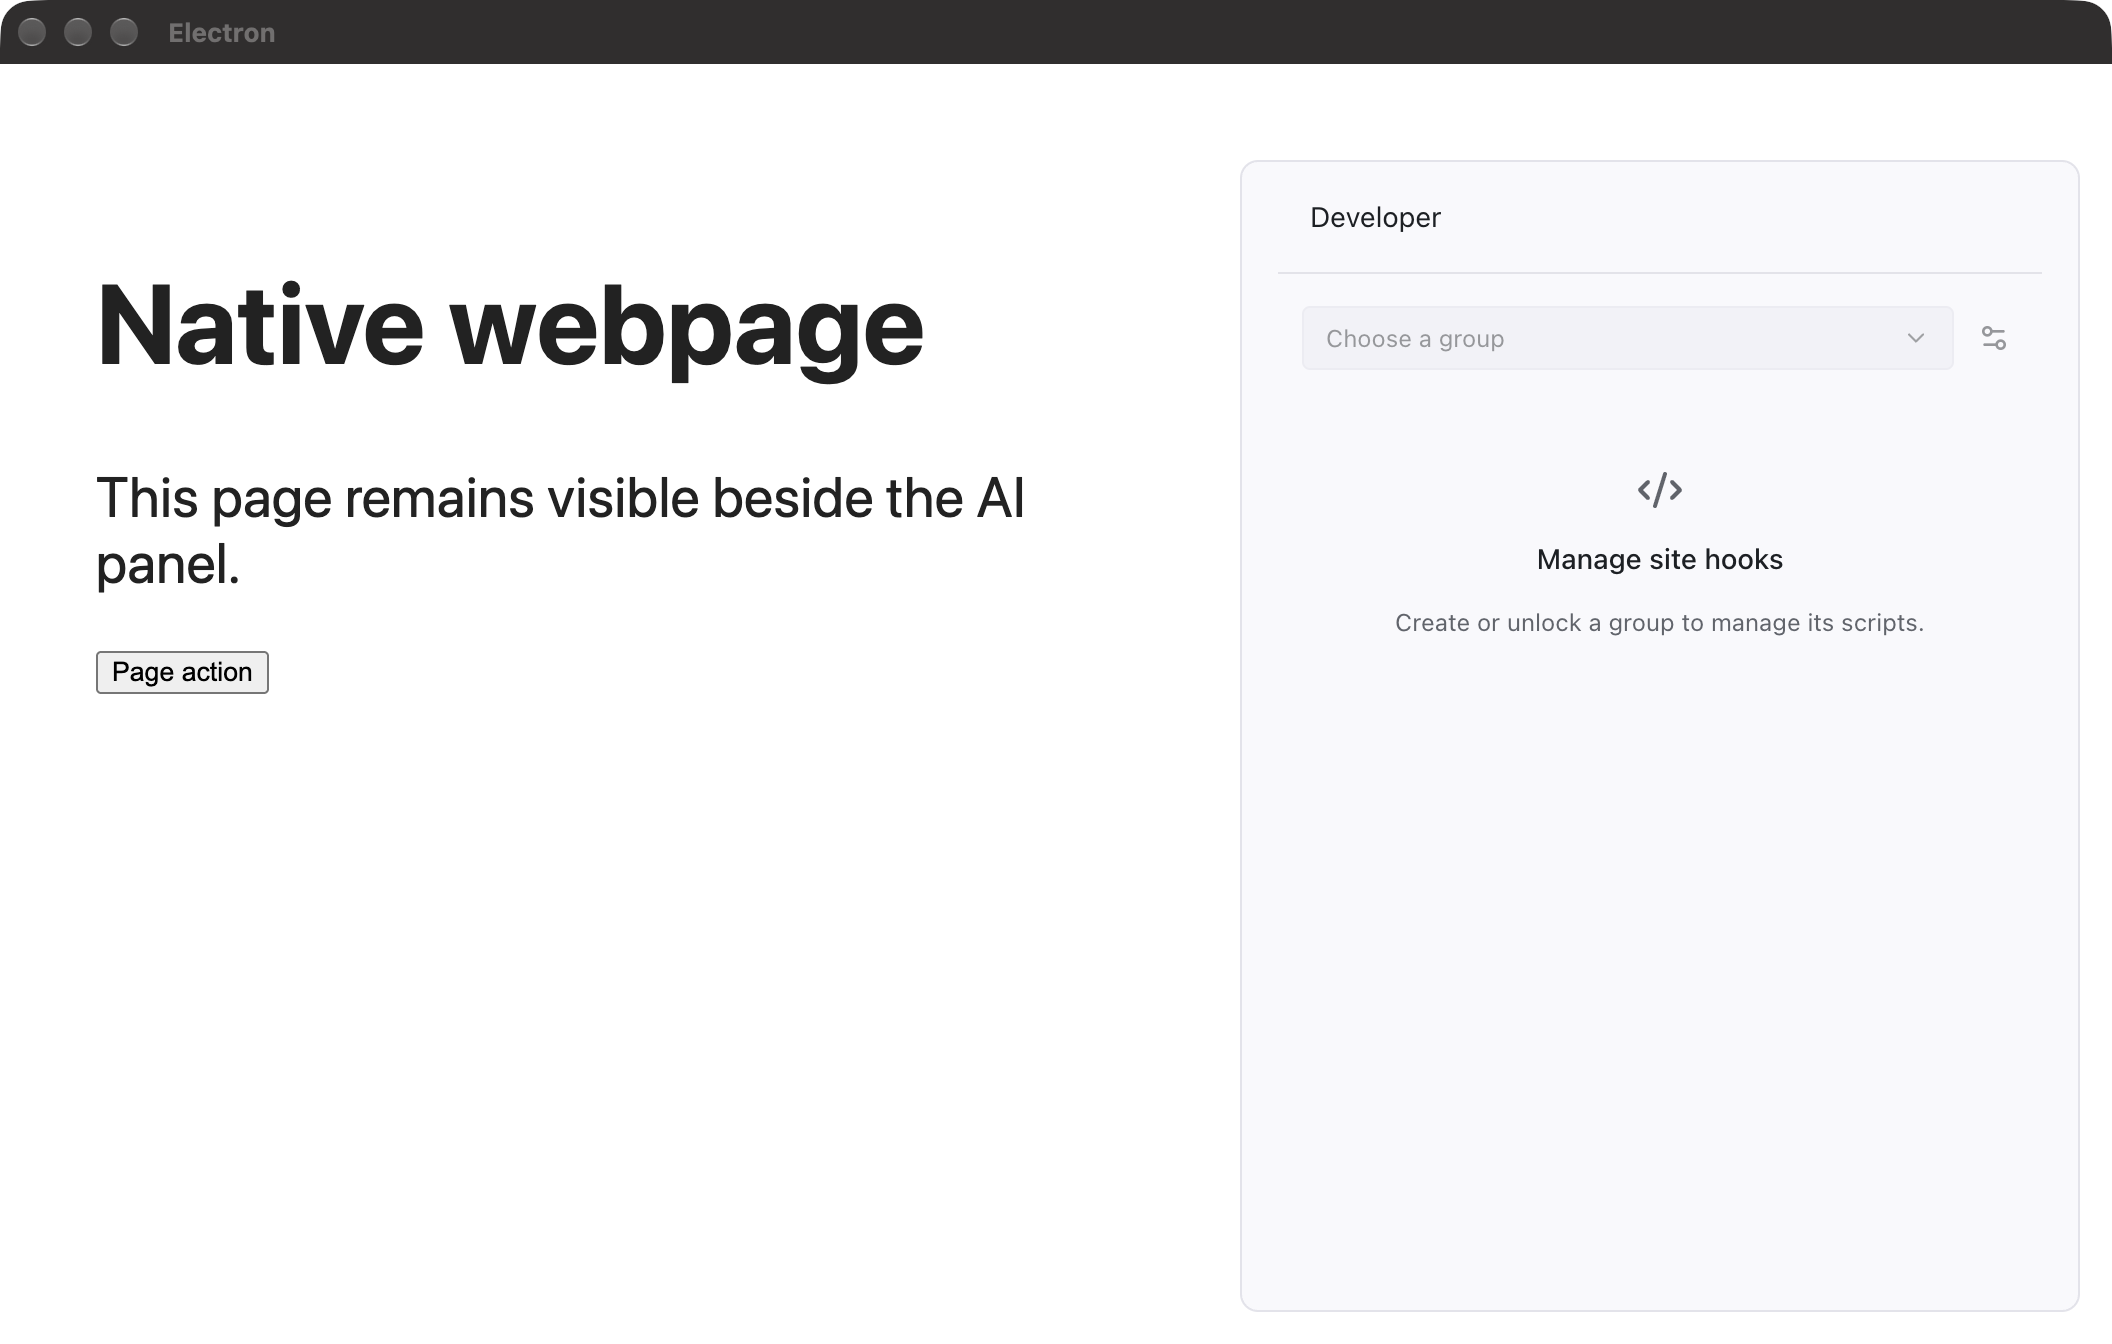 Electron
Native webpage
This page remains visible beside the AI
panel.
Page action
Developer
Choose a group
Manage site hooks
Create or unlock a group to manage its scripts.